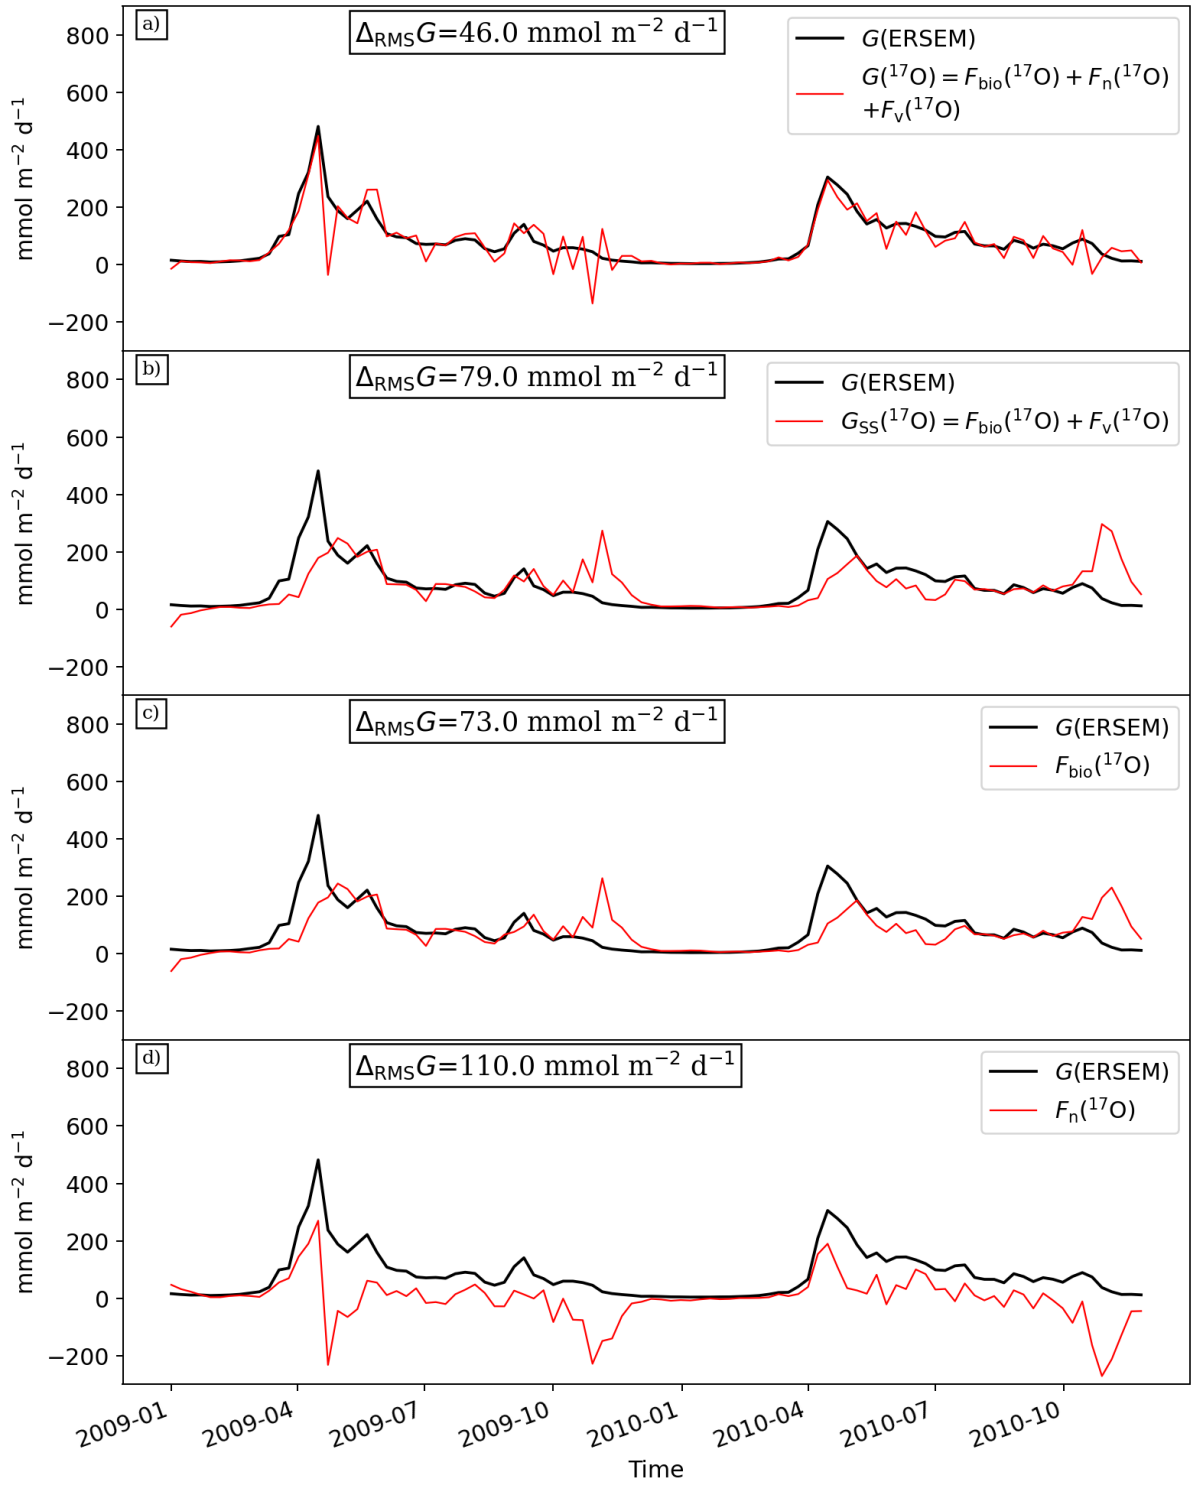 a)
Δ_RMS G=46.0 mmol m⁻² d⁻¹
G(ERSEM)
G(¹⁷O) = F_bio(¹⁷O) + F_n(¹⁷O)
+F_v(¹⁷O)
800
600
400
200
0
−200
mmol m⁻² d⁻¹
b)
Δ_RMS G=79.0 mmol m⁻² d⁻¹
G(ERSEM)
G_SS(¹⁷O) = F_bio(¹⁷O) + F_v(¹⁷O)
800
600
400
200
0
−200
mmol m⁻² d⁻¹
c)
Δ_RMS G=73.0 mmol m⁻² d⁻¹
G(ERSEM)
F_bio(¹⁷O)
800
600
400
200
0
−200
mmol m⁻² d⁻¹
d)
Δ_RMS G=110.0 mmol m⁻² d⁻¹
G(ERSEM)
F_n(¹⁷O)
800
600
400
200
0
−200
mmol m⁻² d⁻¹
2009-01
2009-04
2009-07
2009-10
2010-01
2010-04
2010-07
2010-10
Time